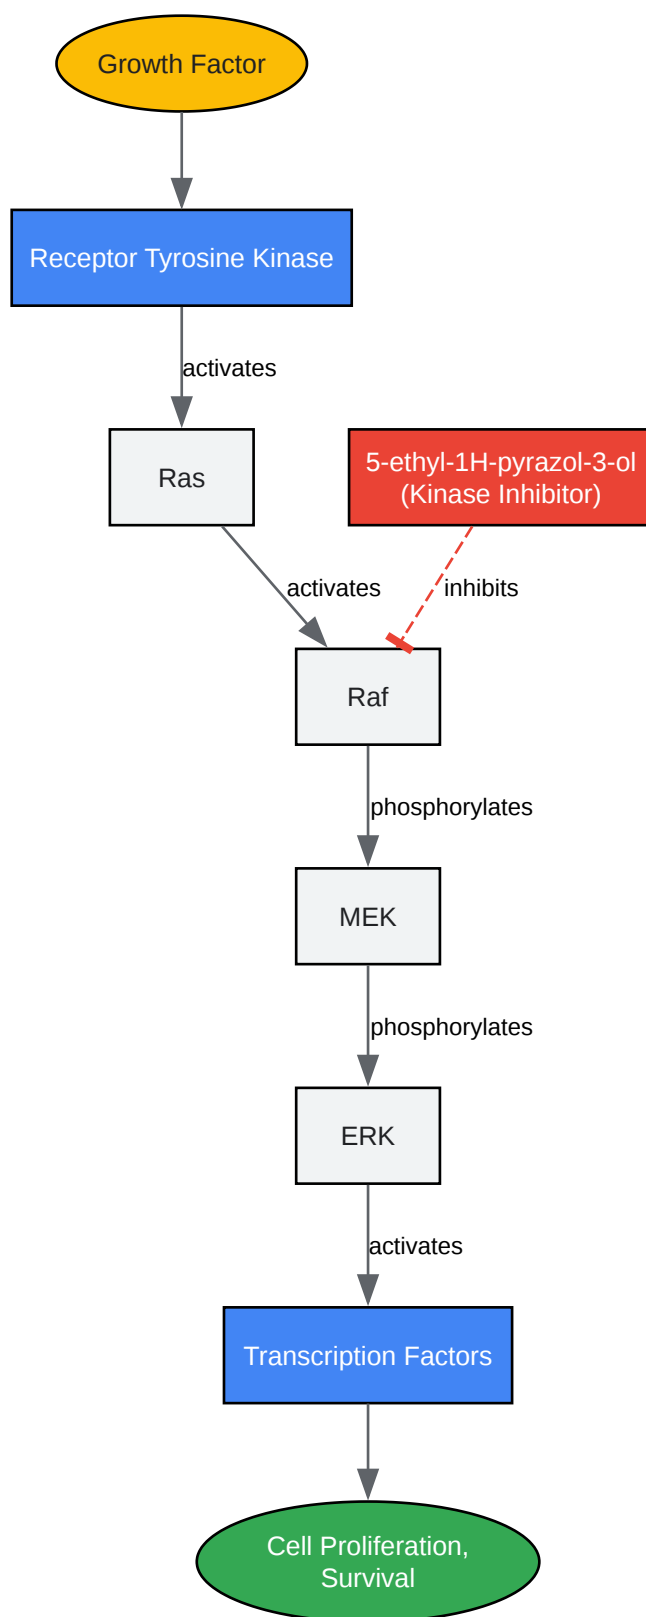 Growth Factor
Receptor Tyrosine Kinase
activates
Ras
5-ethyl-1H-pyrazol-3-ol
(Kinase Inhibitor)
activates
inhibits
Raf
phosphorylates
MEK
phosphorylates
ERK
activates
Transcription Factors
Cell Proliferation,
Survival